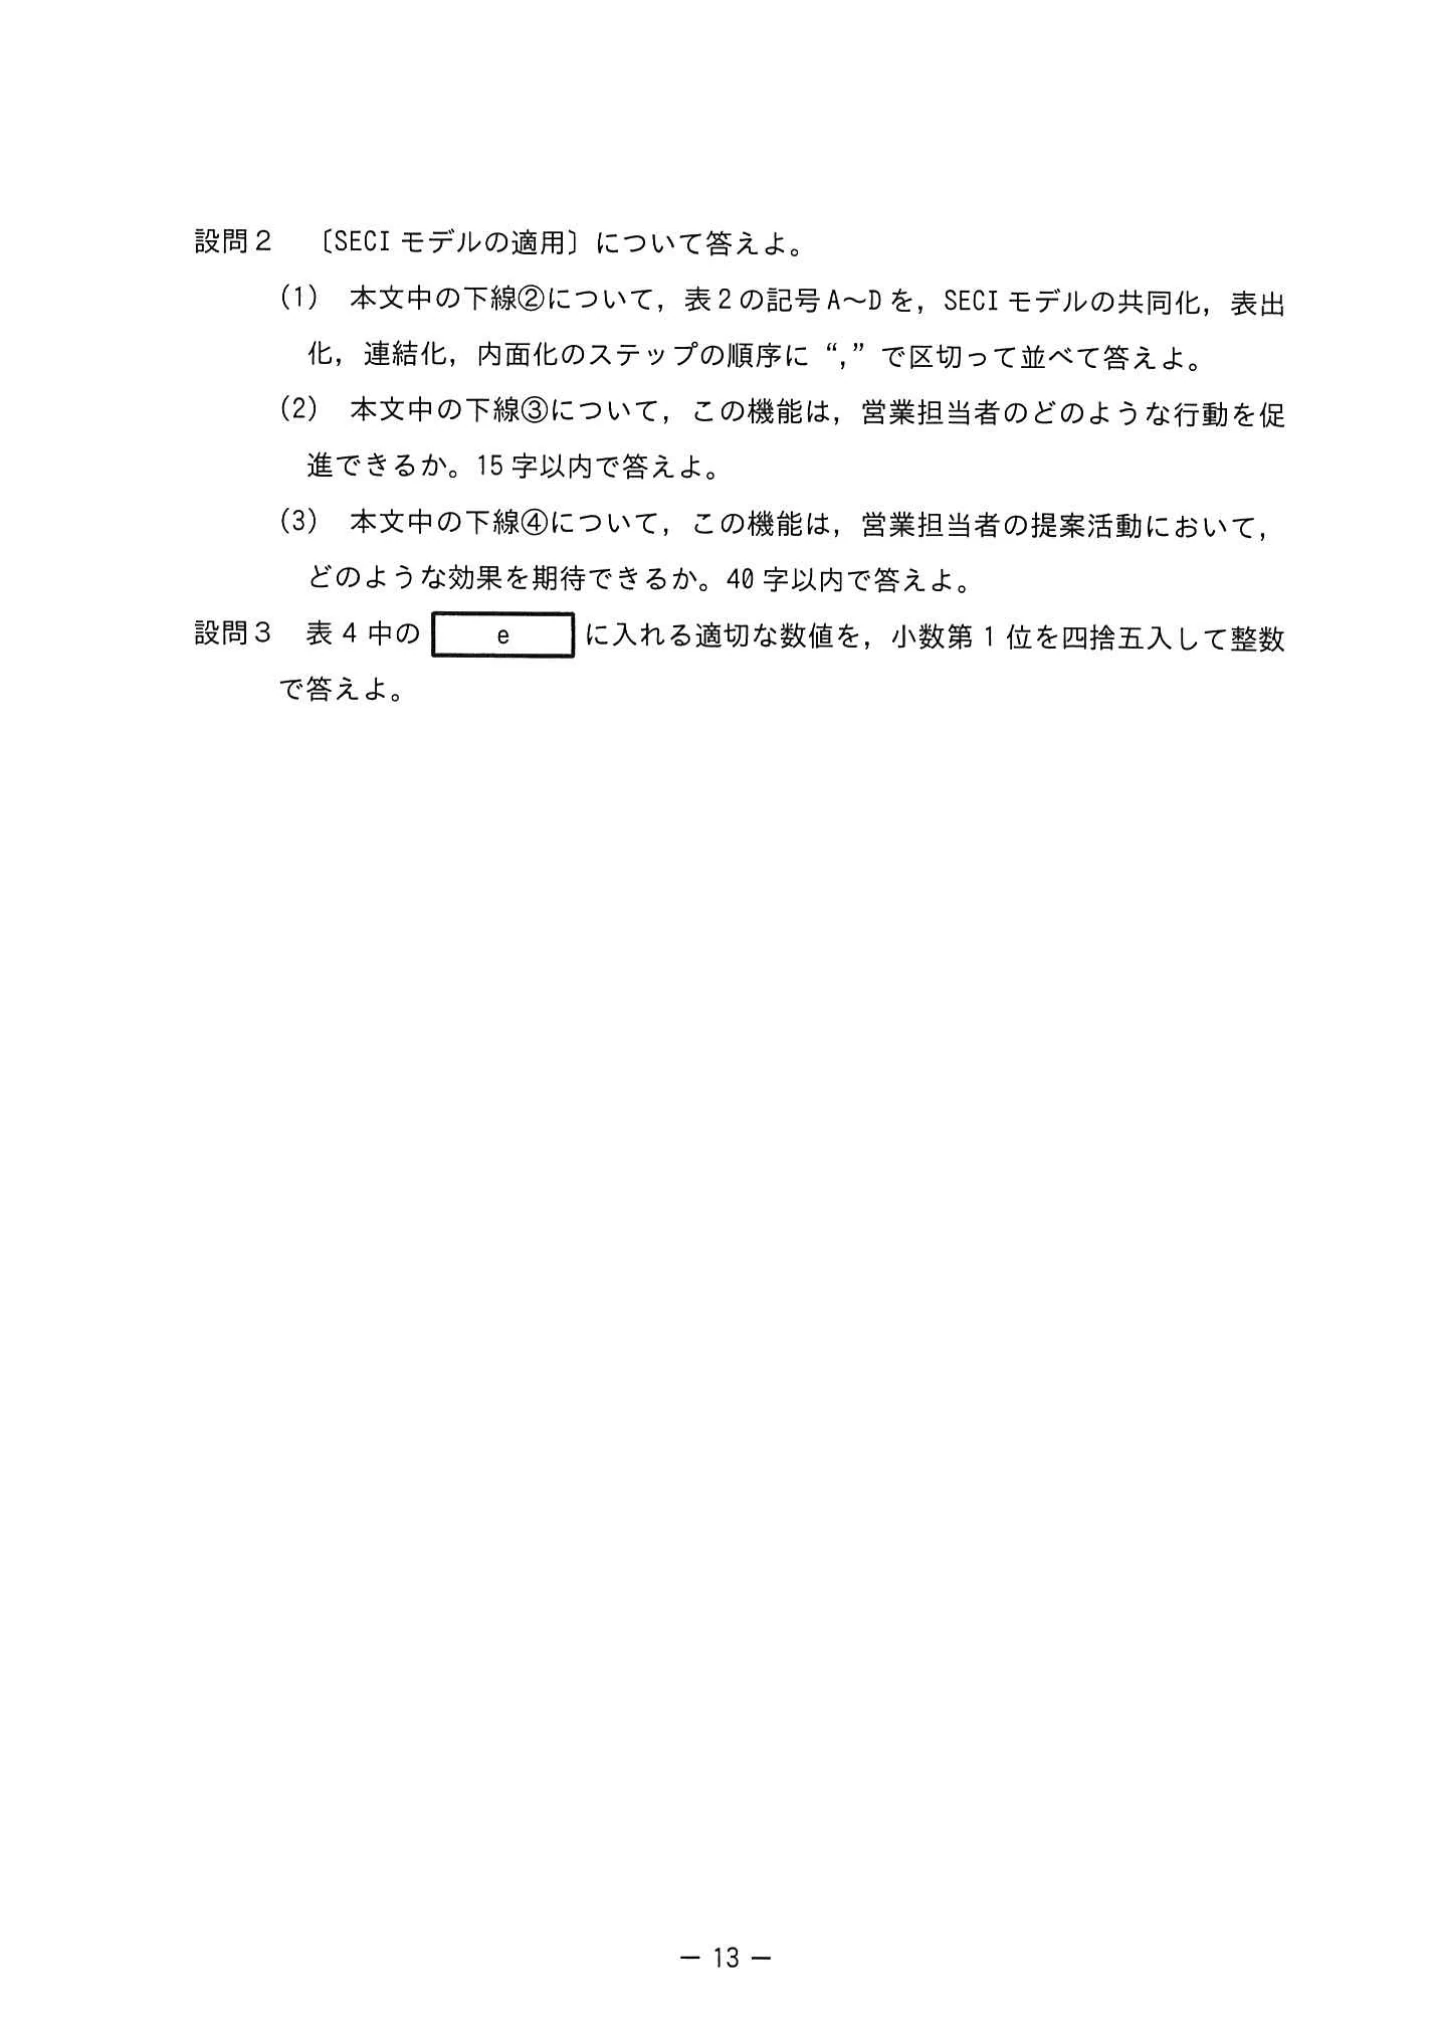 設問2 〔SECI モデルの適用〕について答えよ。
(1) 本文中の下線②について，表2の記号A～Dを，SECI モデルの共同化，表出
化，連結化，内面化のステップの順序に “,” で区切って並べて答えよ。
(2) 本文中の下線③について，この機能は，営業担当者のどのような行動を促
進できるか。15 字以内で答えよ。
(3) 本文中の下線④について，この機能は，営業担当者の提案活動において，
どのような効果を期待できるか。40 字以内で答えよ。
設問3 表 4 中の e に入れる適切な数値を，小数第 1 位を四捨五入して整数
で答えよ。
－ 13 －